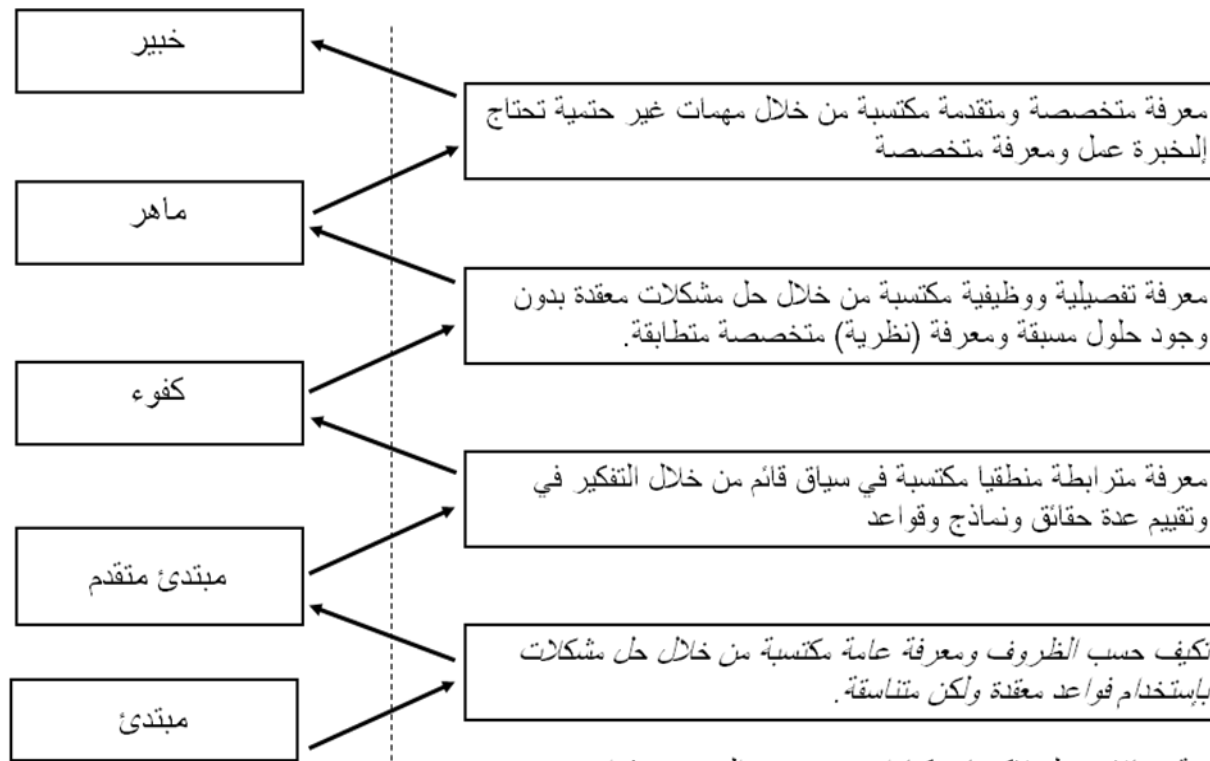 خبير
معرفة متخصصة ومتقدمة مكتسبة من خلال مهمات غير حتمية تحتاج
إلىخبرة عمل ومعرفة متخصصة
ماهر
معرفة تفصيلية ووظيفية مكتسبة من خلال حل مشكلات معقدة بدون
وجود حلول مسبقة ومعرفة (نظرية) متخصصة متطابقة.
كفوء
معرفة مترابطة منطقيا مكتسبة في سياق قائم من خلال التفكير في
وتقييم عدة حقائق ونماذج وقواعد
مبتدئ متقدم
تكيف حسب الظروف ومعرفة عامة مكتسبة من خلال حل مشكلات
بإستخدام قواعد معقدة ولكن متناسقة.
مبتدئ